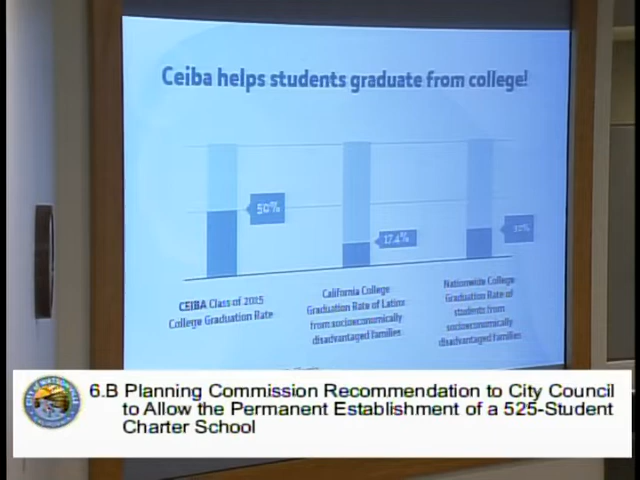 Ceiba helps students graduate from college!
50%
17.4%
CEIBA Class of 2015
College Graduation Rate
California College
Graduation Rate of Latinx
from socioeconomically
disadvantaged families
Nationwide College
Graduation Rate of
students from
socioeconomically
disadvantaged families
6.B Planning Commission Recommendation to City Council
to Allow the Permanent Establishment of a 525-Student
Charter School